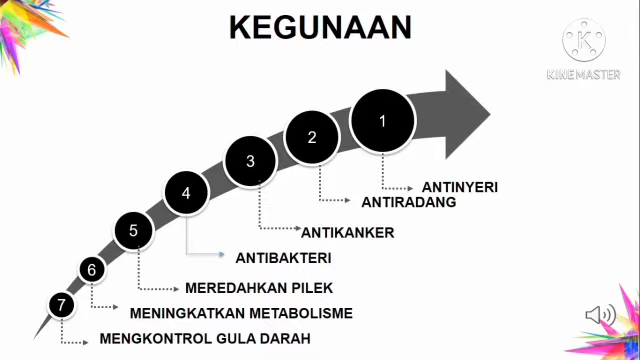 KEGUNAAN
K
KINEMASTER
1
ANTINYERI
2
ANTIRADANG
3
ANTIKANKER
4
ANTIBAKTERI
5
MEREDAHKAN PILEK
6
MENINGKATKAN METABOLISME
7
MENGKONTROL GULA DARAH